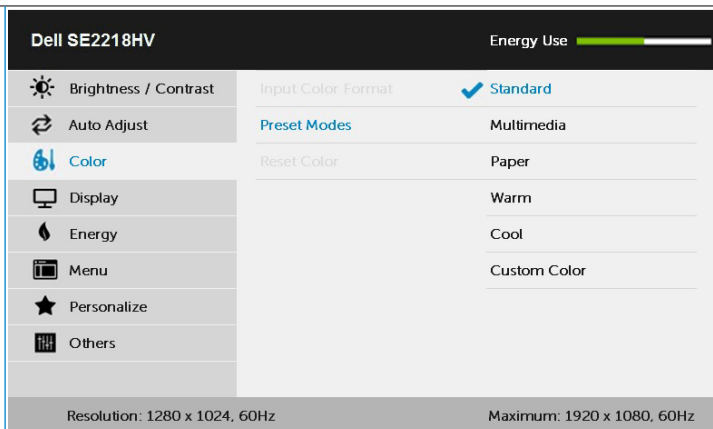 Dell SE2218HV Energy Use
Brightness / Contrast Input Color Format Standard
Auto Adjust Preset Modes Multimedia
Color Reset Color Paper
Display Warm
Energy Cool
Menu Custom Color
Personalize
Others
Resolution: 1280 x 1024, 60Hz Maximum: 1920 x 1080, 60Hz